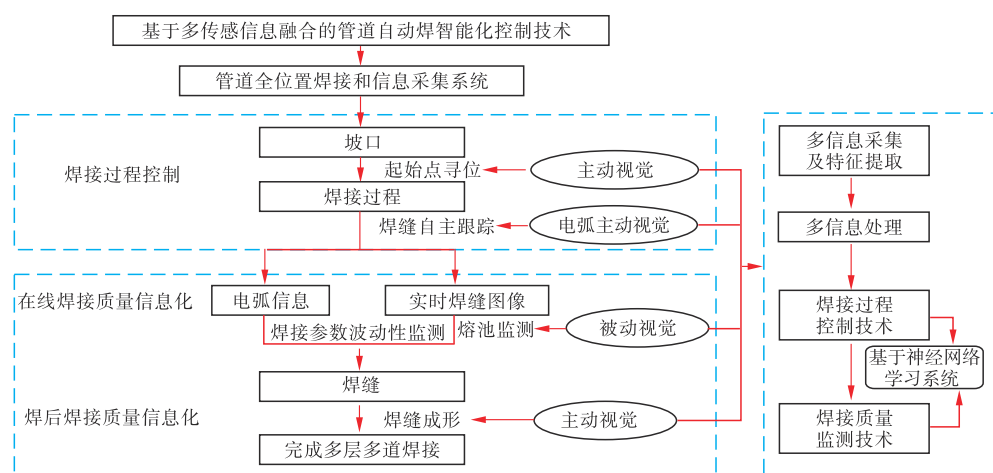 基于多传感信息融合的管道自动焊智能化控制技术
管道全位置焊接和信息采集系统
焊接过程控制
坡口
起始点寻位
主动视觉
焊接过程
焊缝自主跟踪
电弧主动视觉
在线焊接质量信息化
电弧信息
实时焊缝图像
焊接参数波动性监测
熔池监测
被动视觉
焊缝
焊后焊接质量信息化
焊缝成形
主动视觉
完成多层多道焊接
多信息采集
及特征提取
多信息处理
焊接过程
控制技术
基于神经网络
学习系统
焊接质量
监测技术